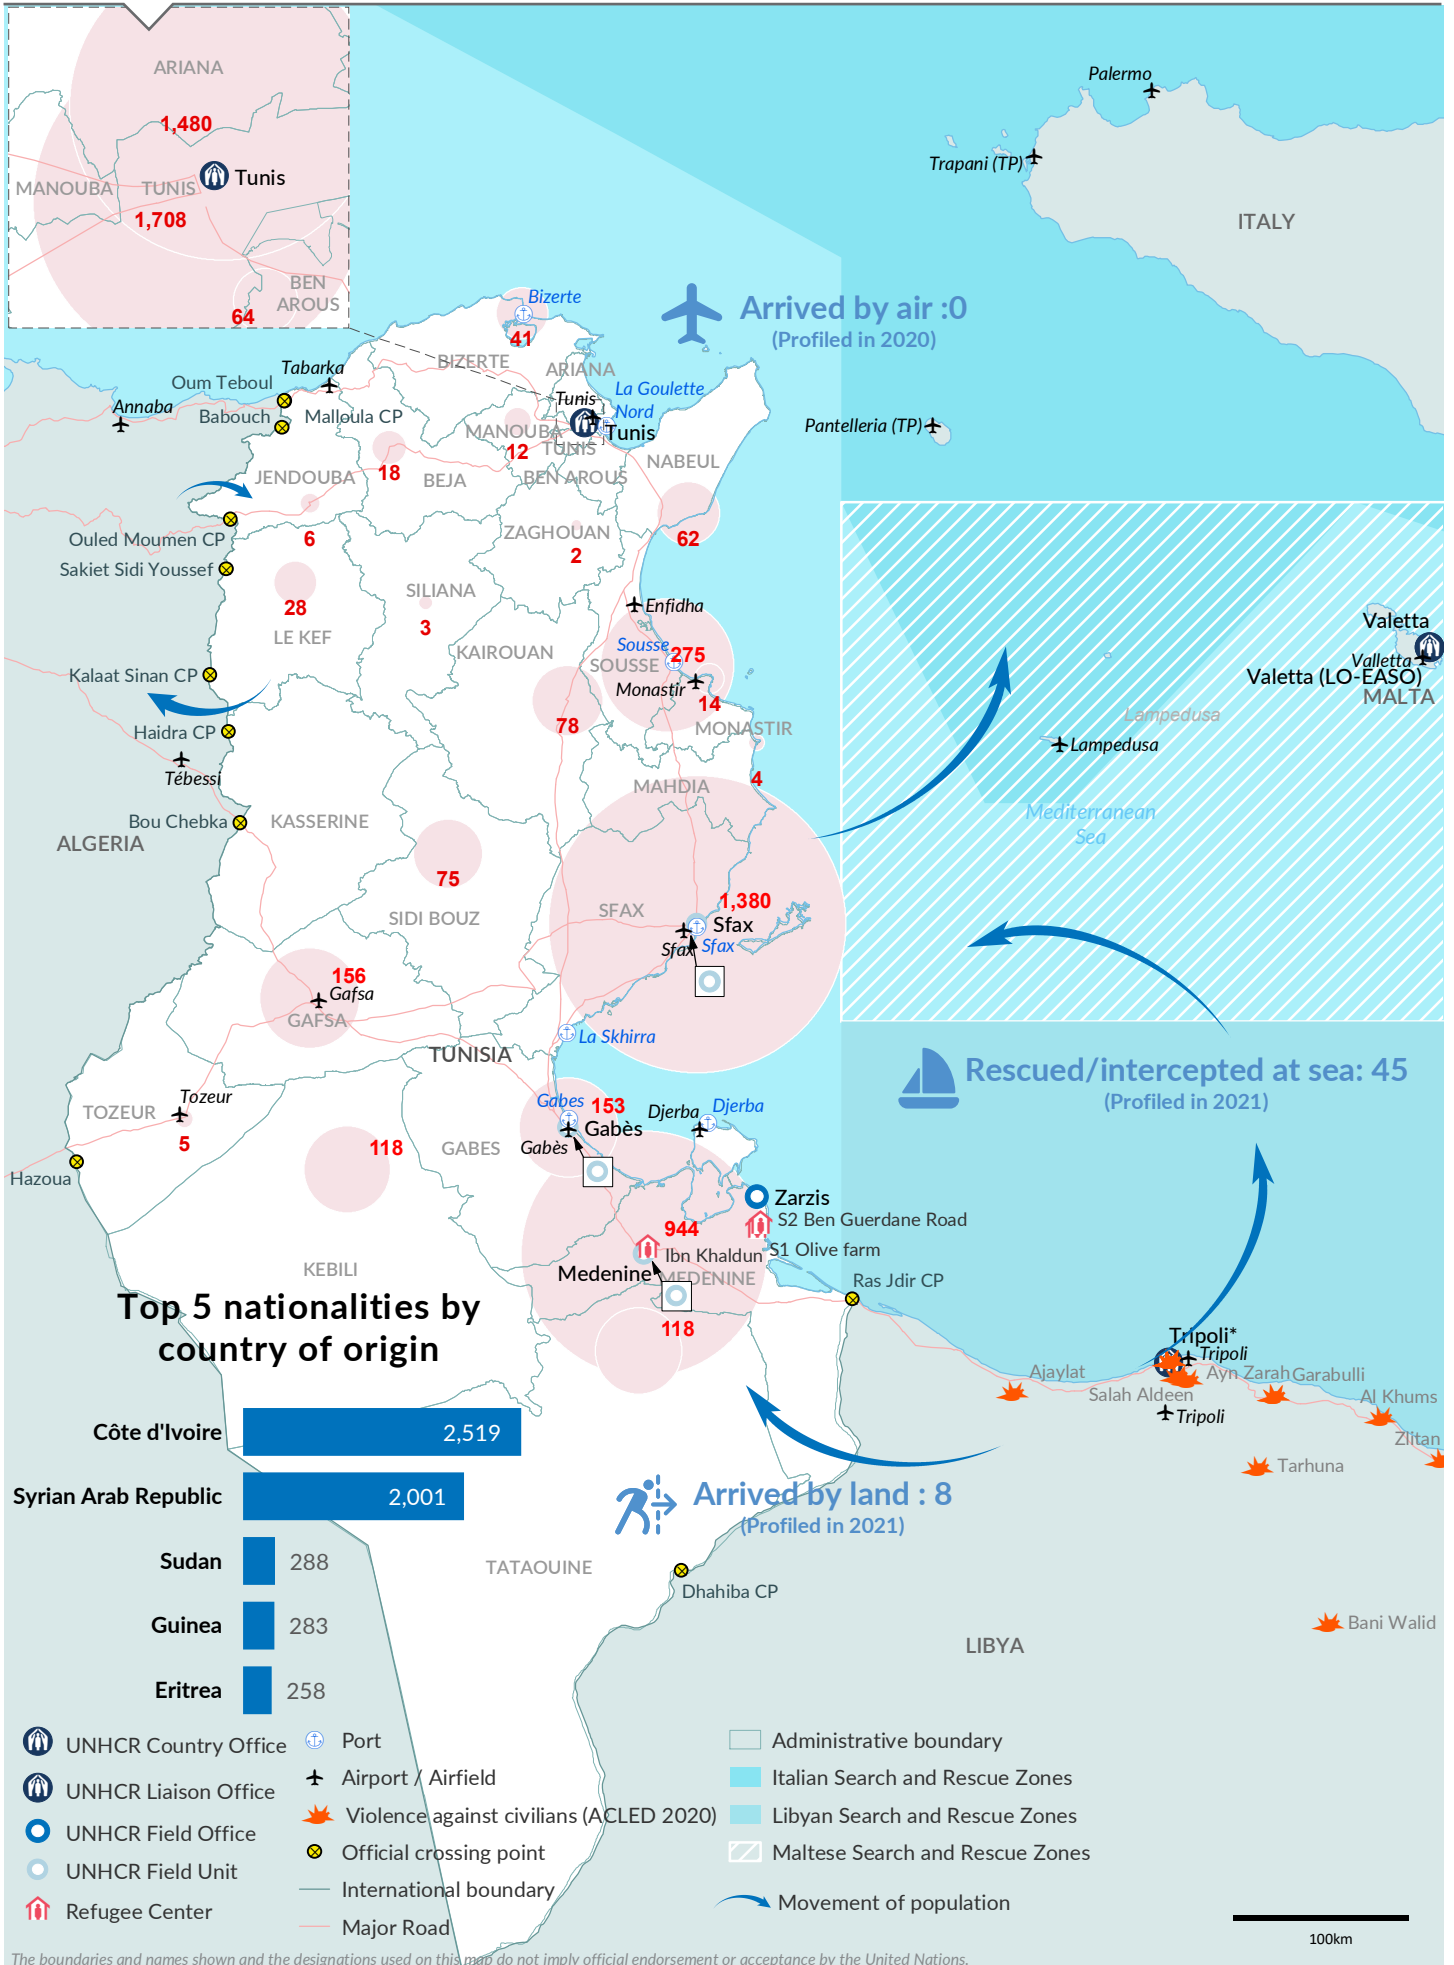 ARIANA
1,480
MANOUBA
TUNIS
Tunis
1,708
BEN
AROUS
64
Palermo
Trapani (TP)
ITALY
Bizerte
41
BIZERTE
Arrived by air :0
(Profiled in 2020)
Tabarka
Oum Teboul
Annaba
Babouch
Malloula CP
ARIANA
La Goulette
Nord
Tunis
Tunis
MANOUBA
TUNIS
12
Pantelleria (TP)
NABEUL
18
JENDOUBA
BEJA
BEN AROUS
ZAGHOUAN
2
62
Ouled Moumen CP
6
Sakiet Sidi Youssef
28
LE KEF
SILIANA
3
Enfidha
Sousse
275
SOUSSE
KAIROUAN
Monastir
14
78
MONASTIR
Valetta
Valletta
Valetta (LO-EASO)
MALTA
Kalaat Sinan CP
Haidra CP
Tébessi
Lampedusa
Lampedusa
4
MAHDIA
Mediterranean
Sea
Bou Chebka
KASSERINE
ALGERIA
75
SIDI BOUZ
SFAX
1,380
Sfax
Sfax
Sfax
156
Gafsa
GAFSA
La Skhirra
TUNISIA
Rescued/intercepted at sea: 45
(Profiled in 2021)
Tozeur
TOZEUR
5
Gabes
153
Gabès
Gabès
GABES
Djerba
Djerba
118
Hazoua
Zarzis
S2 Ben Guerdane Road
944
Ibn Khaldun
S1 Olive farm
Medenine
MEDENINE
KEBILI
Ras Jdir CP
118
Top 5 nationalities by
country of origin
Tripoli*
Tripoli
Ajaylat
Ayn Zarah
Garabulli
Salah Aldeen
Al Khums
Tripoli
Zlitan
Tarhuna
Côte d'Ivoire
2,519
Syrian Arab Republic
2,001
Sudan
288
Guinea
283
Eritrea
258
Arrived by land : 8
(Profiled in 2021)
TATAOUINE
Dhahiba CP
Bani Walid
LIBYA
UNHCR Country Office
UNHCR Liaison Office
UNHCR Field Office
UNHCR Field Unit
Refugee Center
Port
Airport / Airfield
Violence against civilians (ACLED 2020)
Official crossing point
International boundary
Major Road
Administrative boundary
Italian Search and Rescue Zones
Libyan Search and Rescue Zones
Maltese Search and Rescue Zones
Movement of population
100km
The boundaries and names shown and the designations used on this map do not imply official endorsement or acceptance by the United Nations.